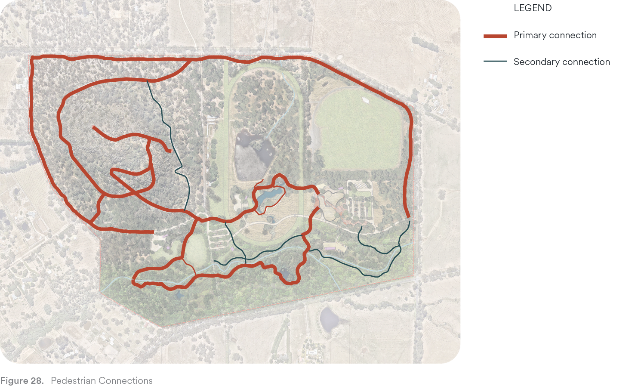 LEGEND
Primary connection
Secondary connection
Figure 28. Pedestrian Connections